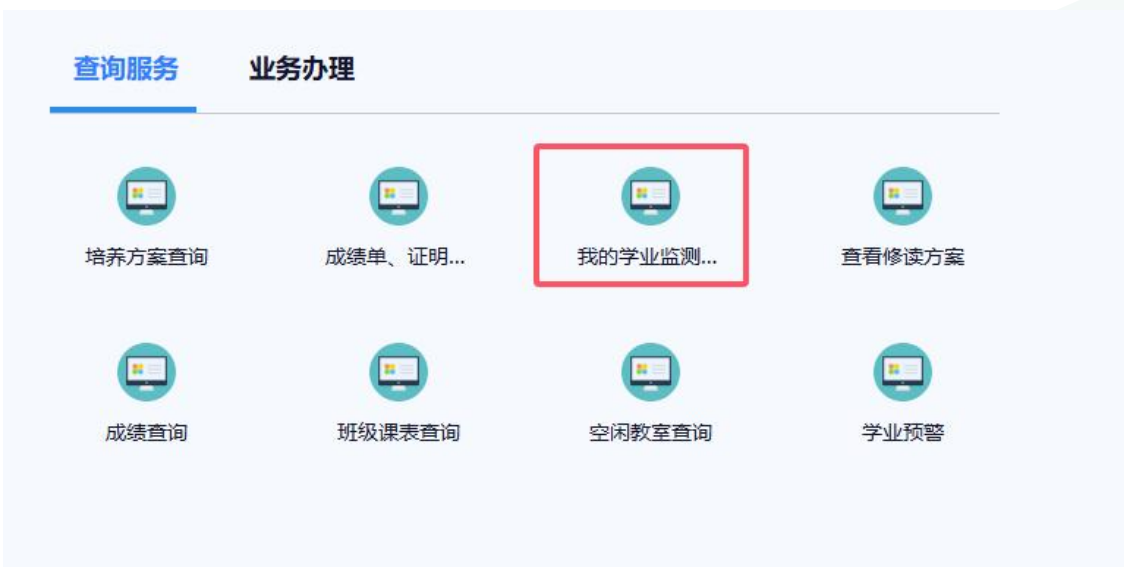 查询服务 业务办理
培养方案查询 成绩单、证明... 我的学业监测... 查看修读方案
成绩查询 班级课表查询 空闲教室查询 学业预警